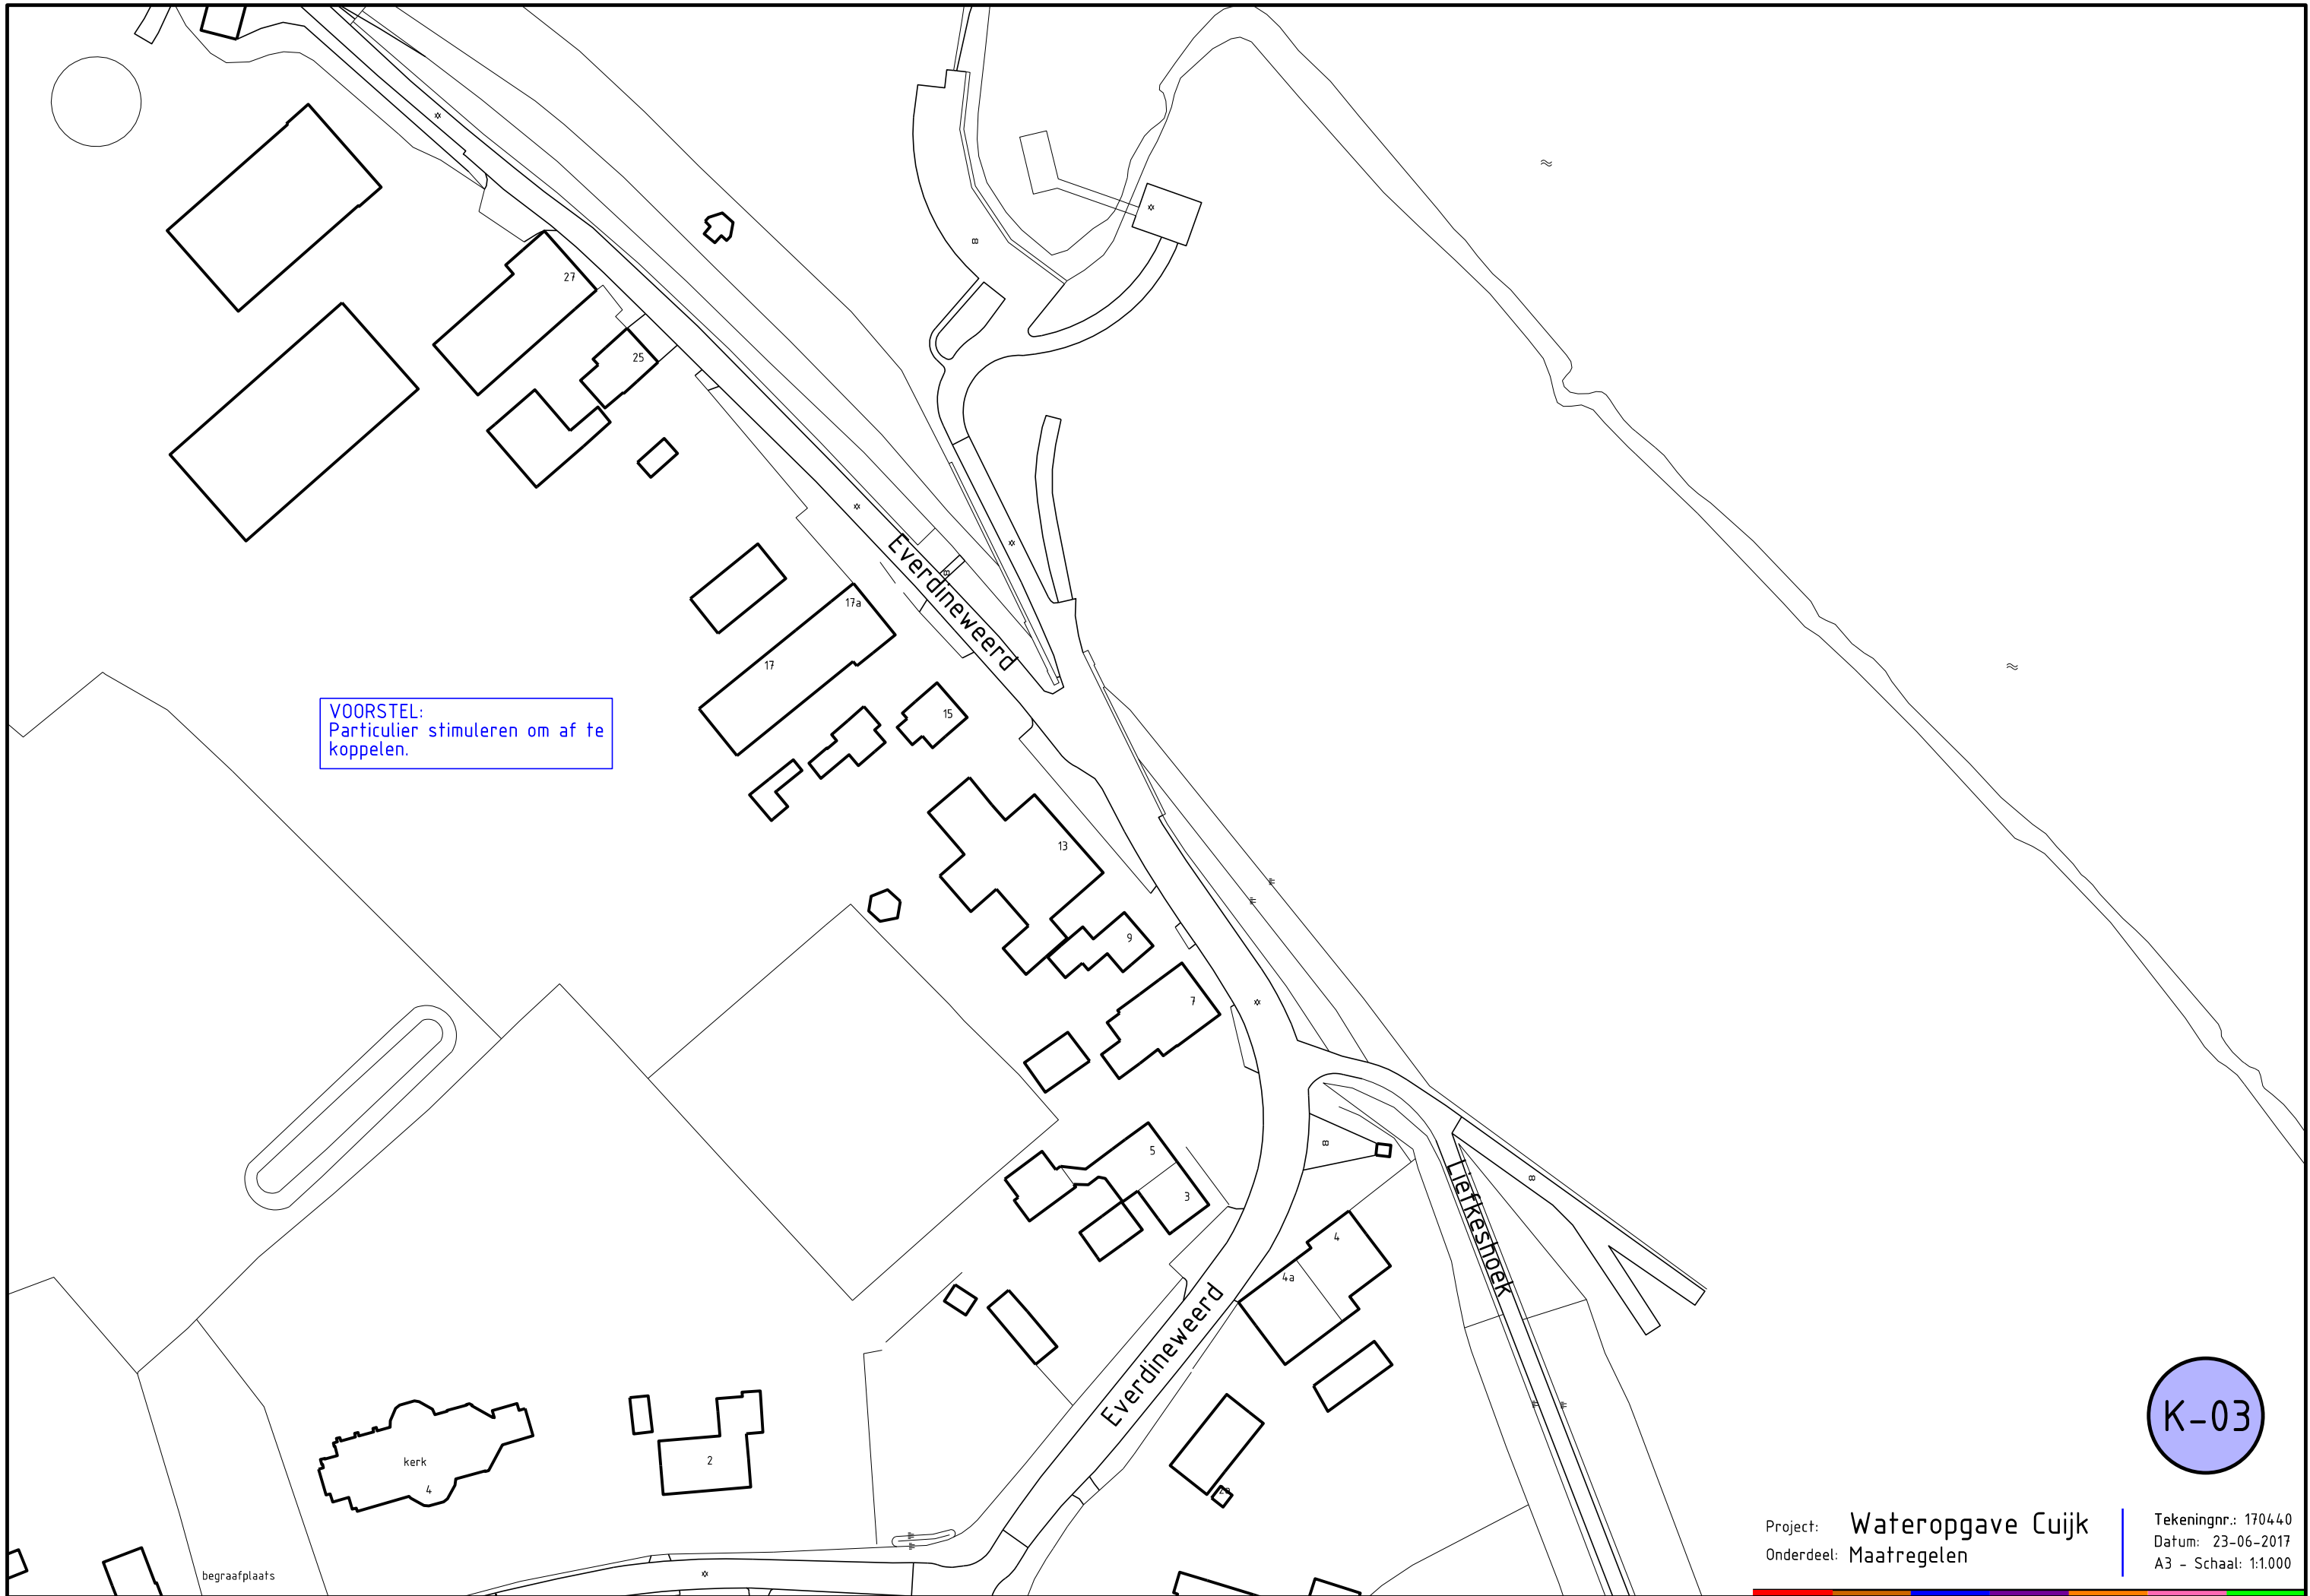 27
25
Everdineweerd
17a
17
VOORSTEL:
Particulier stimuleren om af te
koppelen.
15
13
9
7
5
3
4
4a
Liefkeshoek
Everdineweerd
kerk
4
2
2a
begraafplaats
K-03
Project: Wateropgave Cuijk
Onderdeel: Maatregelen
Tekeningnr.: 170440
Datum: 23-06-2017
A3 - Schaal: 1:1.000